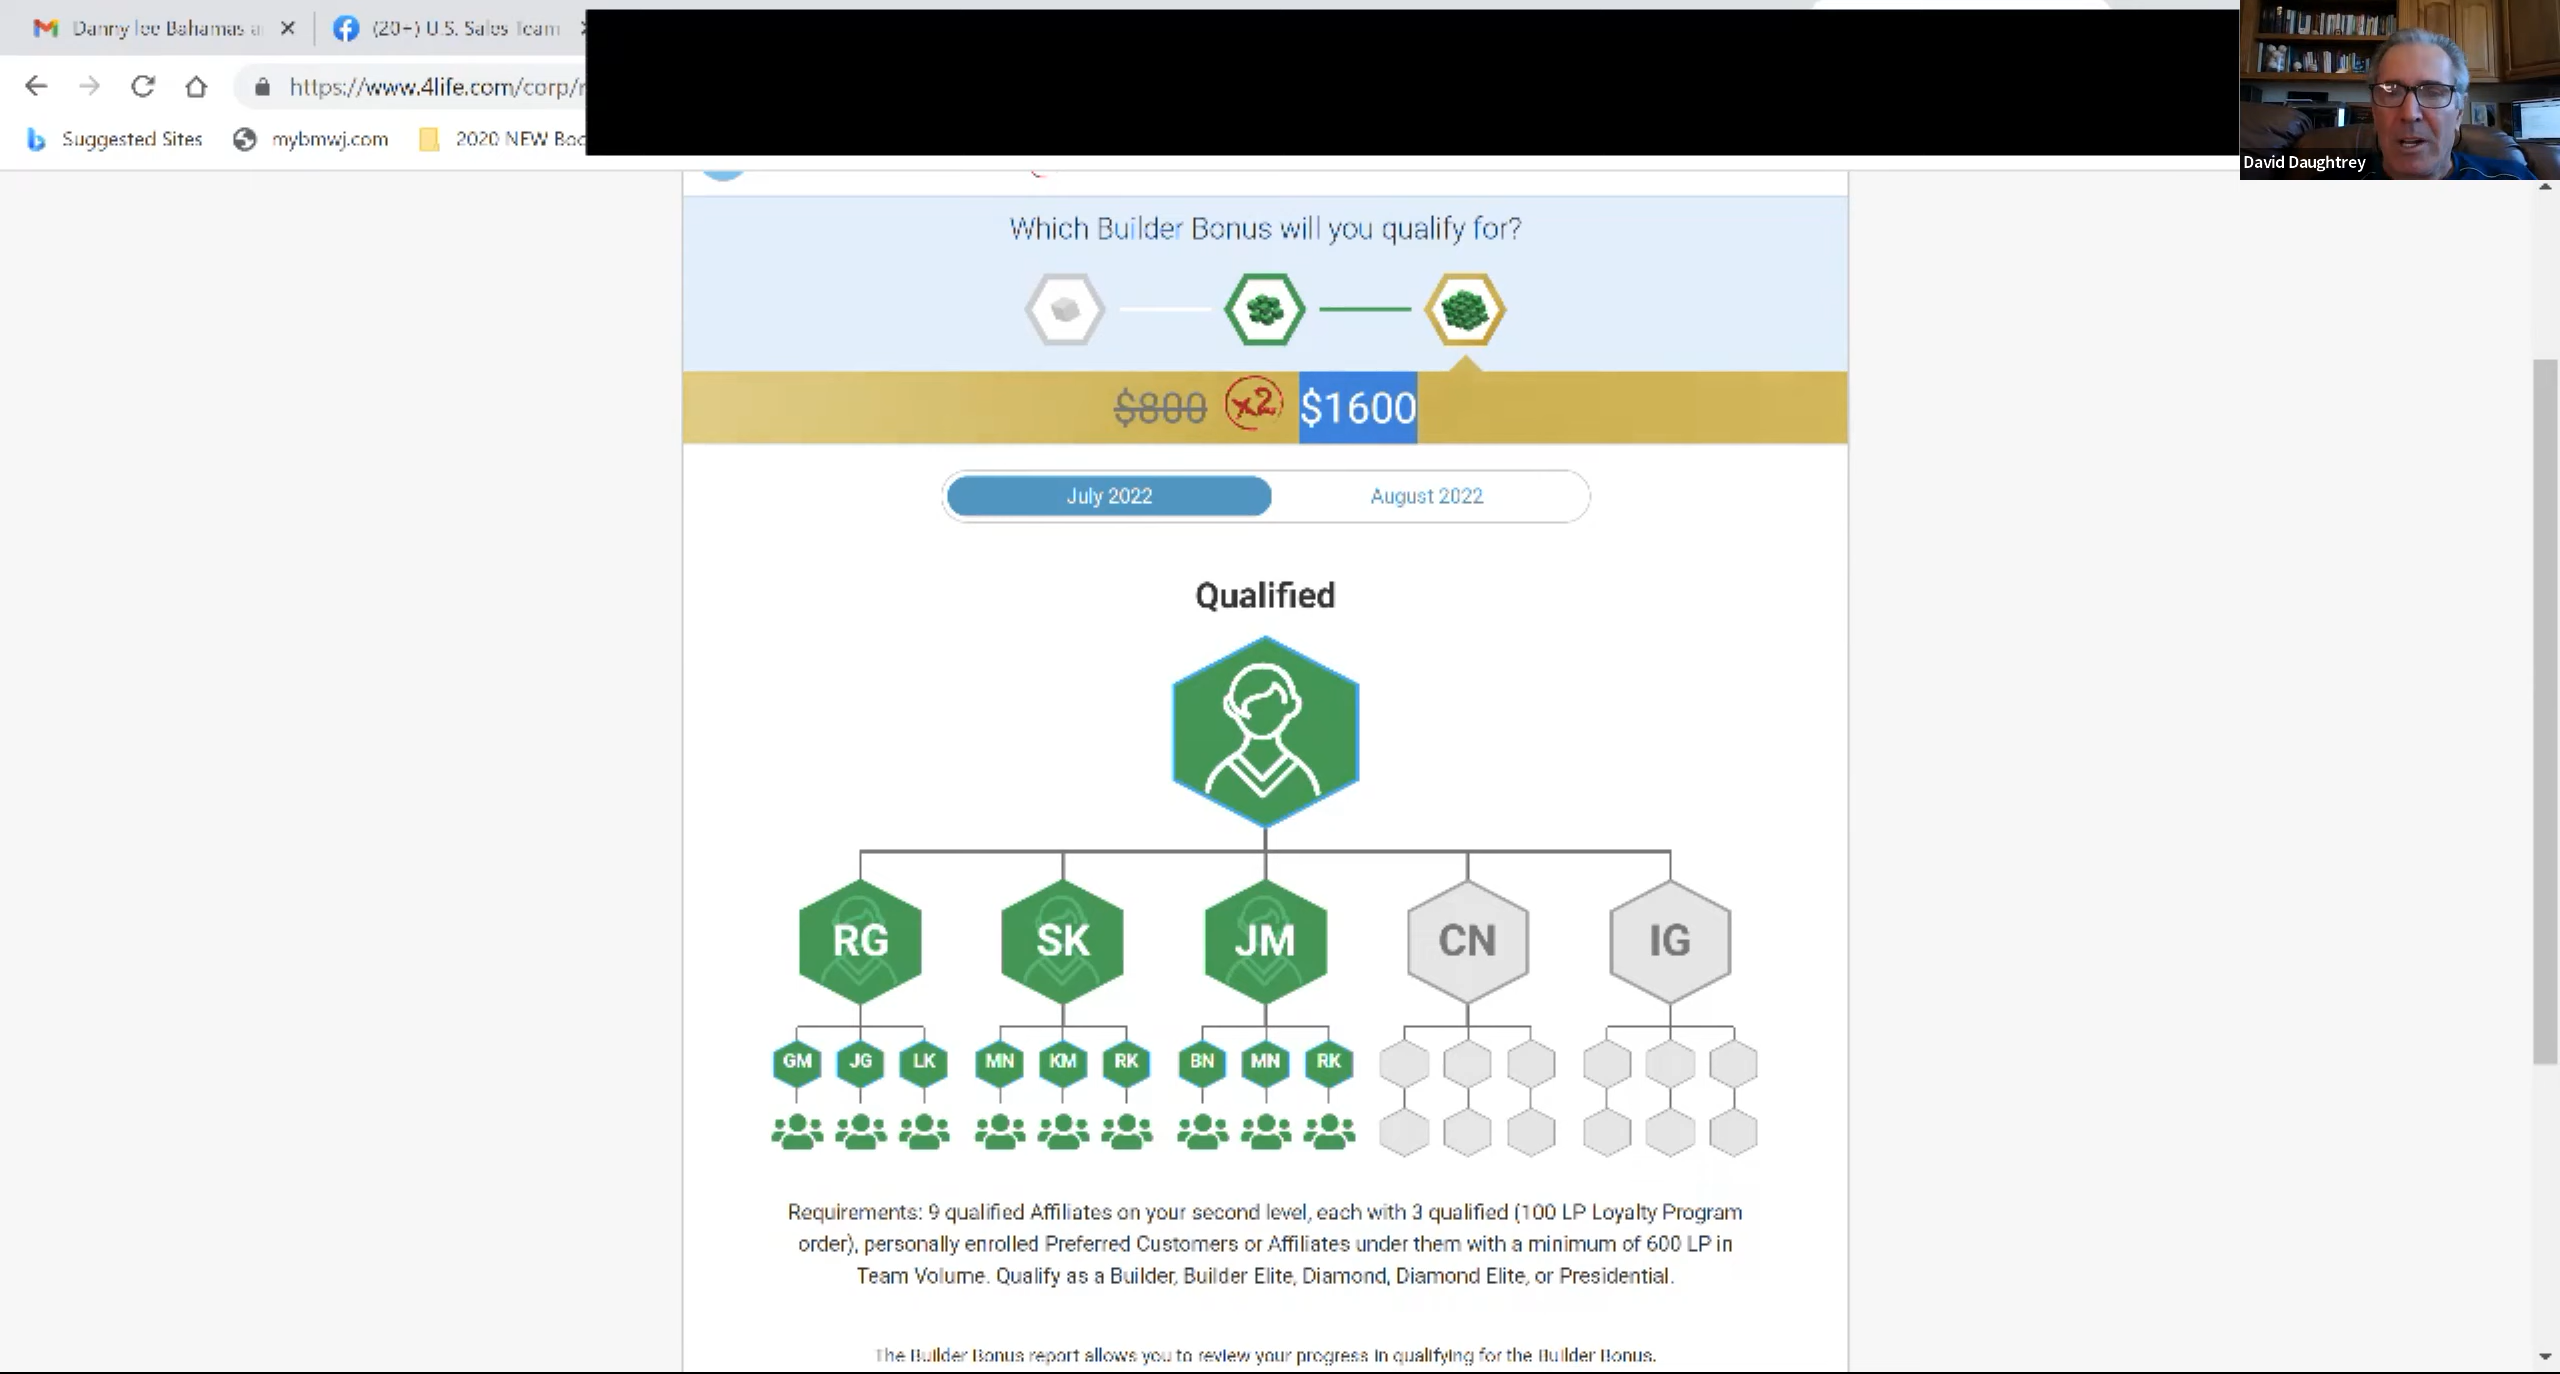 Danny lee Bahamas a
(20+) U.S. Sales Team
https://www.4life.com/corp/r
Suggested Sites
mybmwj.com
2020 NEW Boo
David Daughtrey
Which Builder Bonus will you qualify for?
$800 x2 $1600
July 2022 August 2022
Qualified
RG SK JM CN IG
GM JG LK MN KM RK BN MN RK
Requirements: 9 qualified Affiliates on your second level, each with 3 qualified (100 LP Loyalty Program
order), personally enrolled Preferred Customers or Affiliates under them with a minimum of 600 LP in
Team Volume. Qualify as a Builder, Builder Elite, Diamond, Diamond Elite, or Presidential.
The Builder Bonus report allows you to review your progress in qualifying for the Builder Bonus.